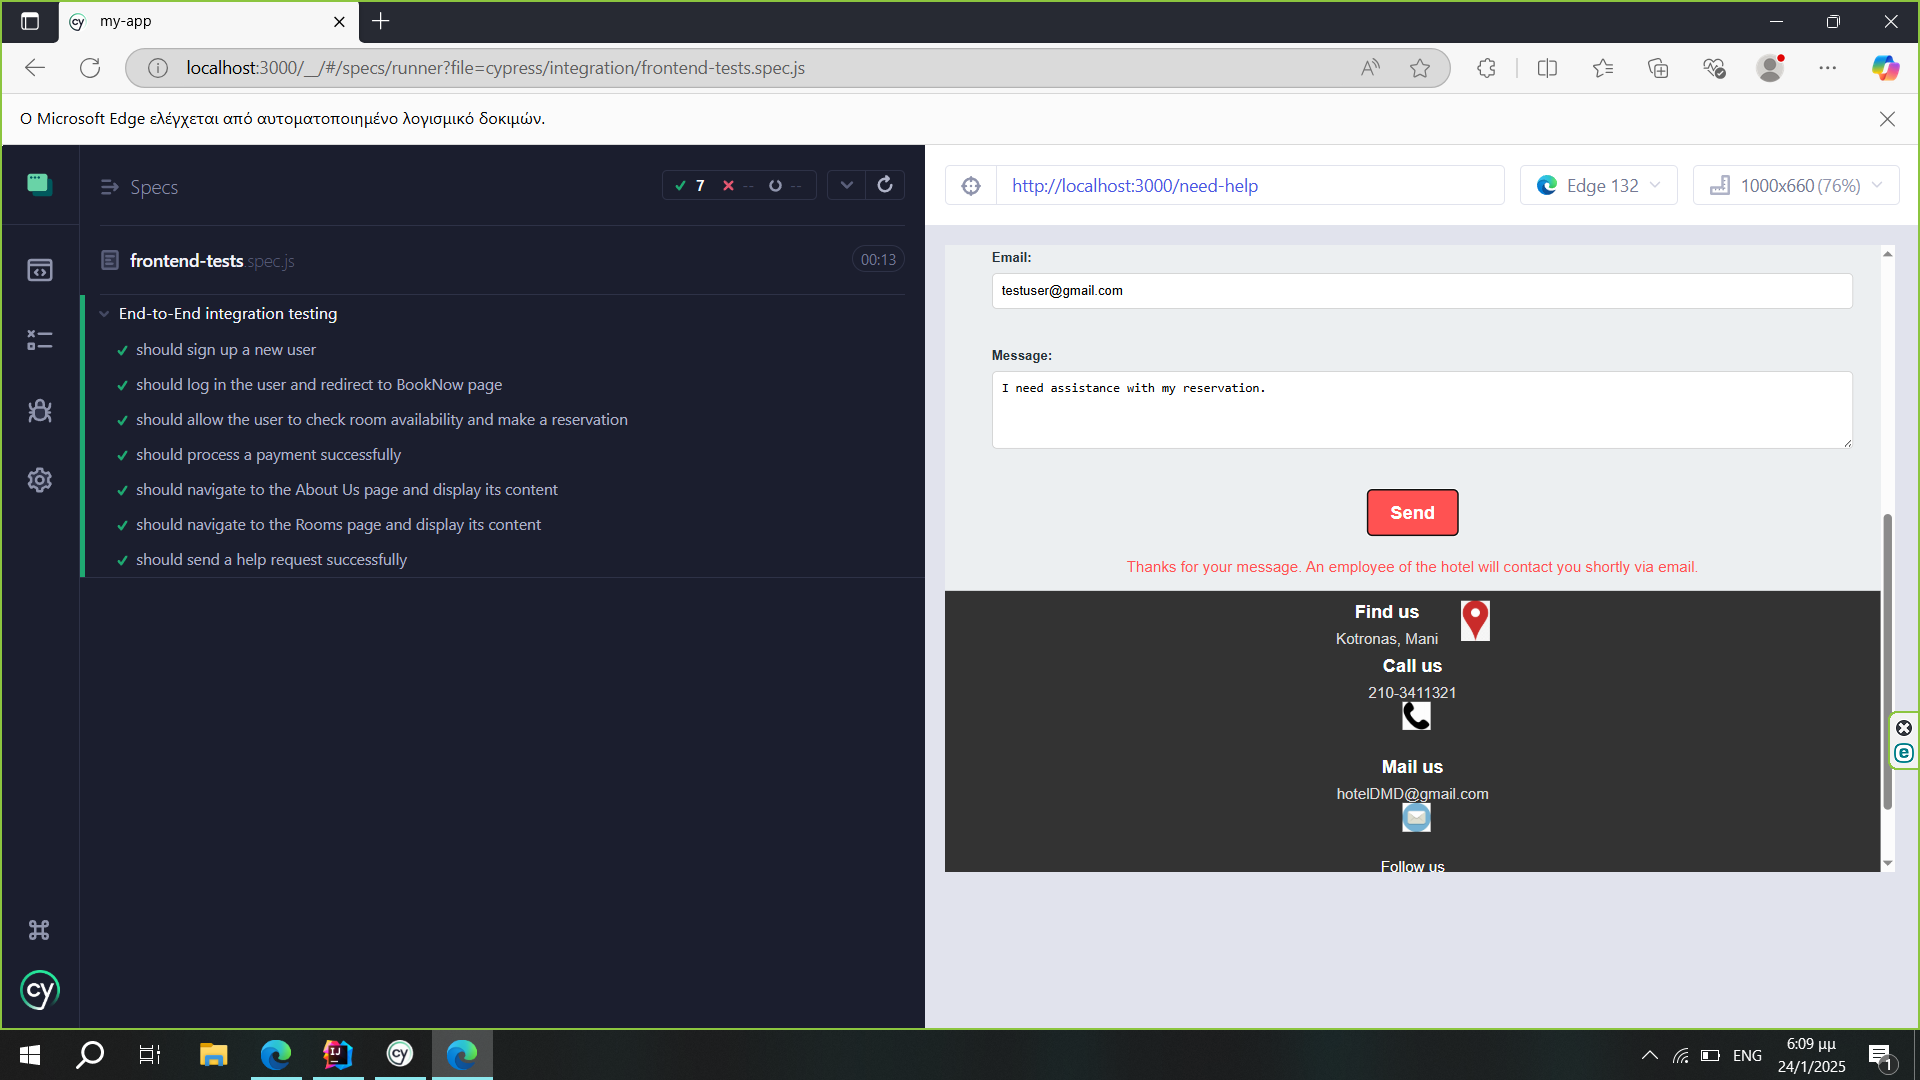 my-app
localhost:3000/__/#/specs/runner?file=cypress/integration/frontend-tests.spec.js
Ο Microsoft Edge ελέγχεται από αυτοματοποιημένο λογισμικό δοκιμών.
Specs
7
--
--
frontend-tests.spec.js
00:13
End-to-End integration testing
should sign up a new user
should log in the user and redirect to BookNow page
should allow the user to check room availability and make a reservation
should process a payment successfully
should navigate to the About Us page and display its content
should navigate to the Rooms page and display its content
should send a help request successfully
cy
http://localhost:3000/need-help
Edge 132
1000x660 (76%)
Email:
testuser@gmail.com
Message:
I need assistance with my reservation.
Send
Thanks for your message. An employee of the hotel will contact you shortly via email.
Find us
Kotronas, Mani
Call us
210-3411321
Mail us
hotelDMD@gmail.com
Follow us
ENG
6:09 μμ
24/1/2025
1